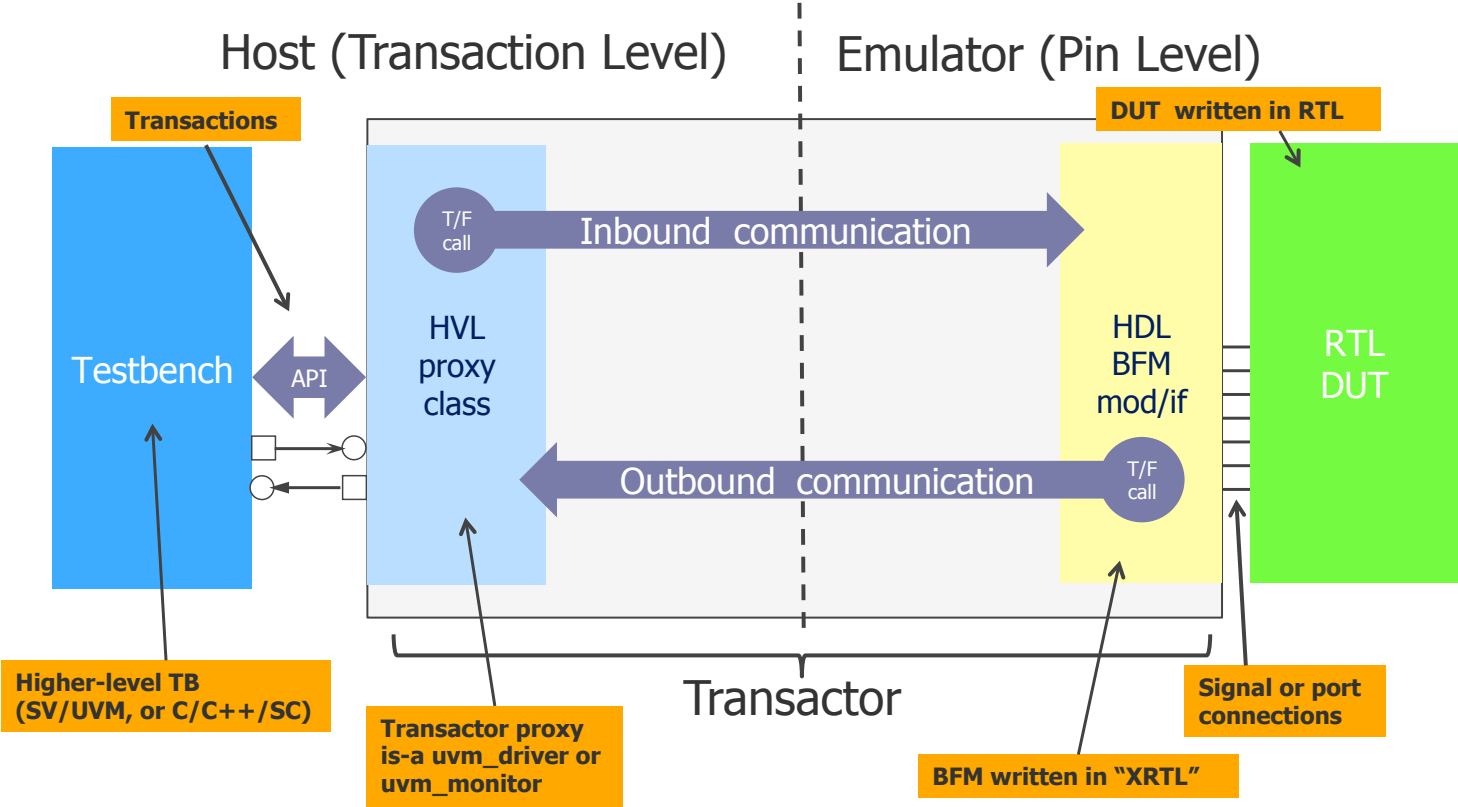 Host (Transaction Level)
Emulator (Pin Level)
Transactions
DUT written in RTL
T/F
call
Inbound communication
Testbench
API
HVL
proxy
class
HDL
BFM
mod/if
RTL
DUT
Outbound communication
T/F
call
Higher-level TB
(SV/UVM, or C/C++/SC)
Transactor
Transactor proxy
is-a uvm_driver or
uvm_monitor
Signal or port
connections
BFM written in “XRTL”